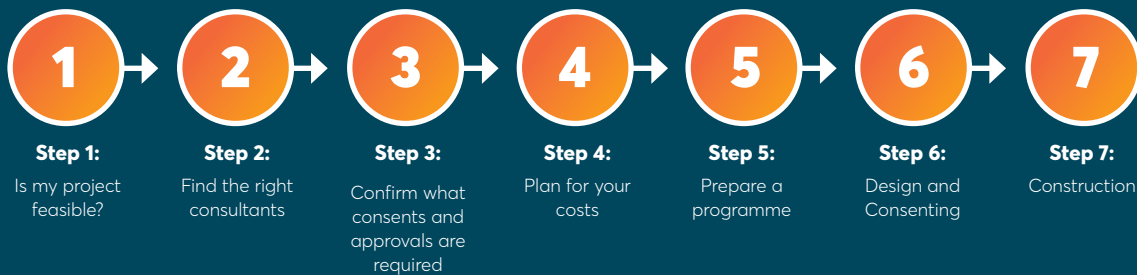 1
2
3
4
5
6
7
Step 1:
Is my project
feasible?
Step 2:
Find the right
consultants
Step 3:
Confirm what
consents and
approvals are
required
Step 4:
Plan for your
costs
Step 5:
Prepare a
programme
Step 6:
Design and
Consenting
Step 7:
Construction